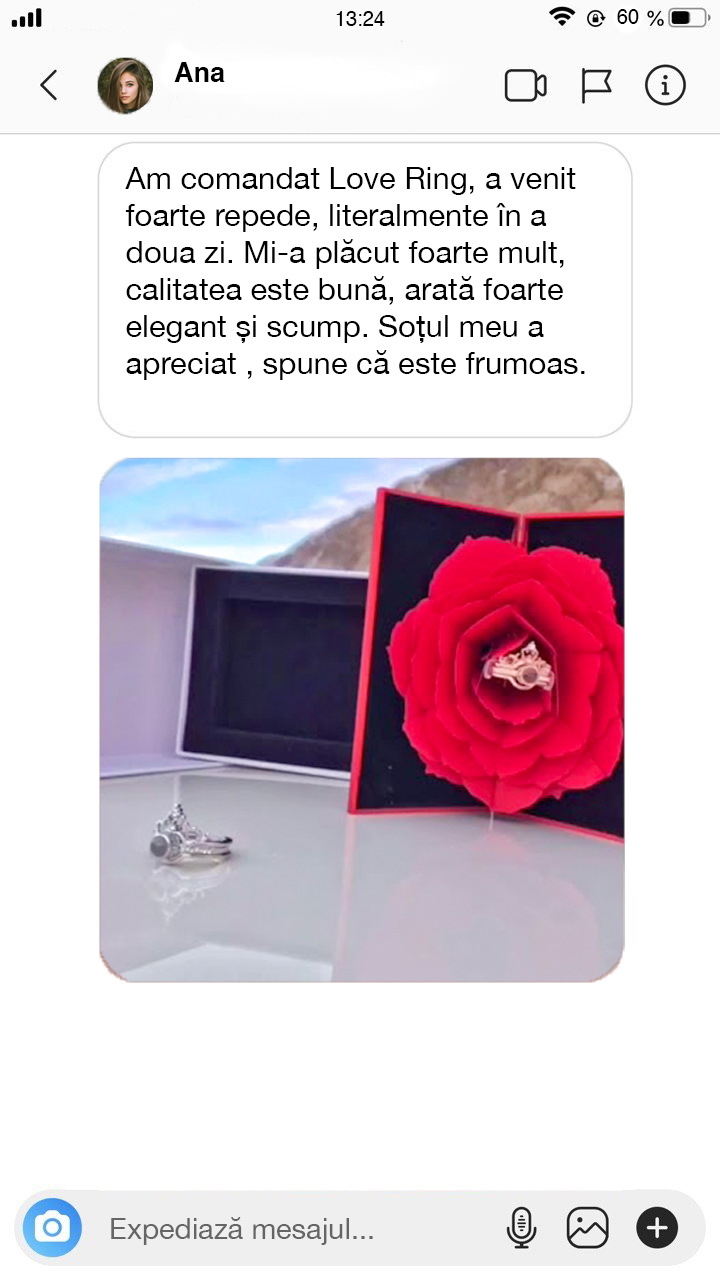 13:24
60 %
Ana
Am comandat Love Ring, a venit
foarte repede, literalmente în a
doua zi. Mi-a plăcut foarte mult,
calitatea este bună, arată foarte
elegant și scump. Soțul meu a
apreciat , spune că este frumoas.
Expediază mesajul...